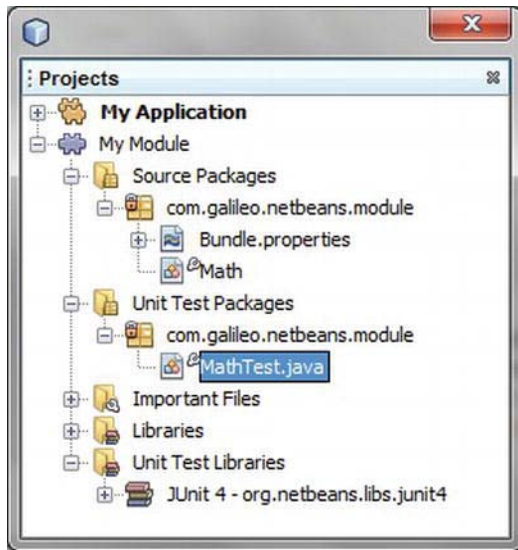 Projects
My Application
My Module
Source Packages
com.galileo.netbeans.module
Bundle.properties
Math
Unit Test Packages
com.galileo.netbeans.module
MathTest.java
Important Files
Libraries
Unit Test Libraries
JUnit 4 - org.netbeans.libs.junit4